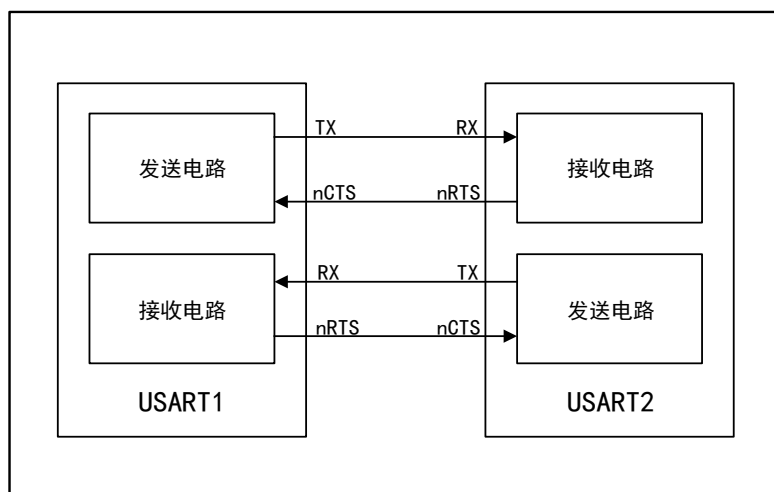 TX RX
发送电路 接收电路
nCTS nRTS
RX TX
接收电路 发送电路
nRTS nCTS
USART1 USART2